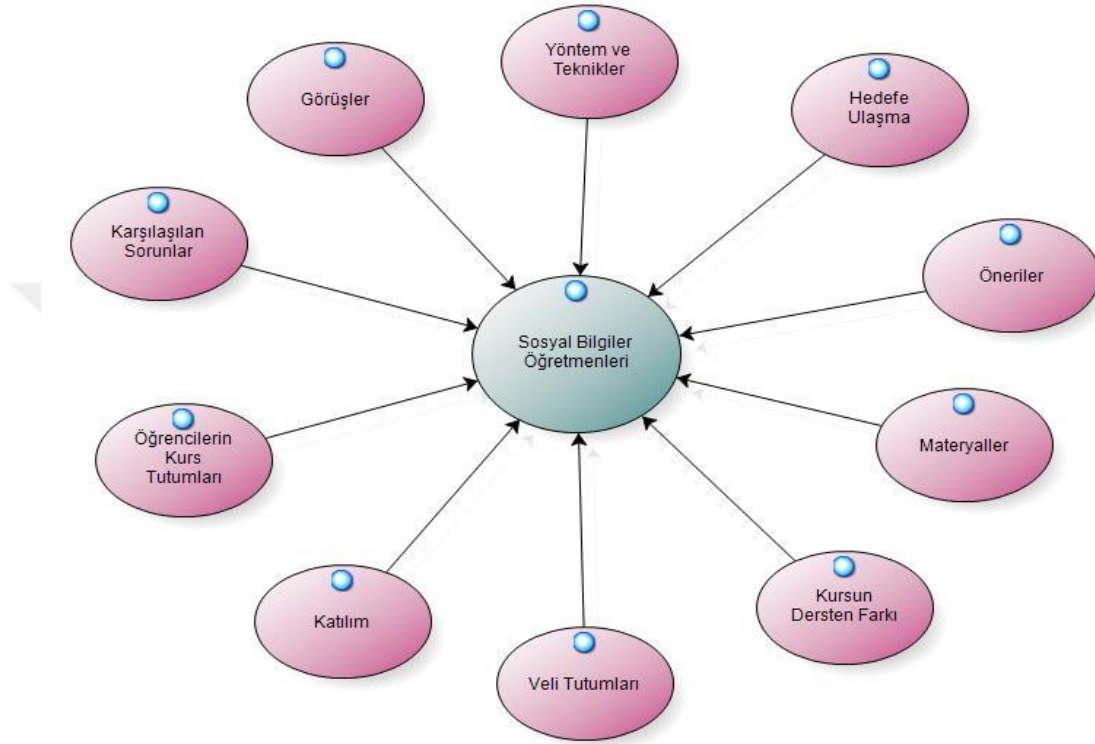 Yöntem ve
Teknikler
Görüşler
Hedefe
Ulaşma
Karşılaşılan
Sorunlar
Öneriler
Sosyal Bilgiler
Öğretmenleri
Öğrencilerin
Kurs
Tutumları
Materyaller
Katılım
Kursun
Dersten Farkı
Veli Tutumları